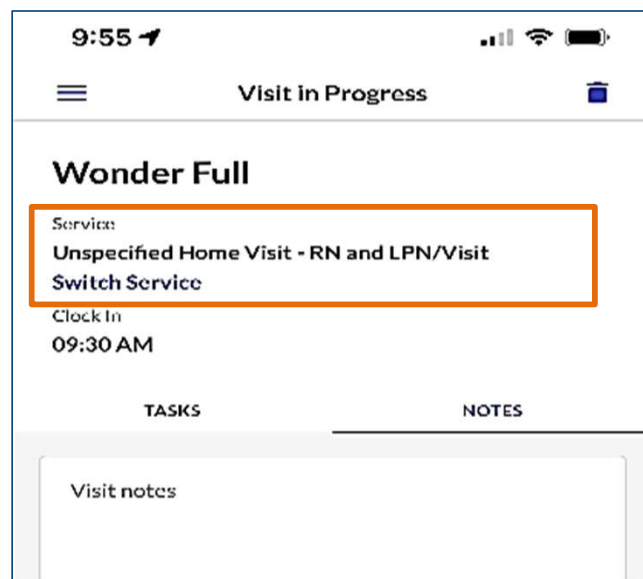 9:55
Visit in Progress
Wonder Full
Service
Unspecified Home Visit - RN and LPN/Visit
Switch Service
Clock In
09:30 AM
TASKS NOTES
Visit notes